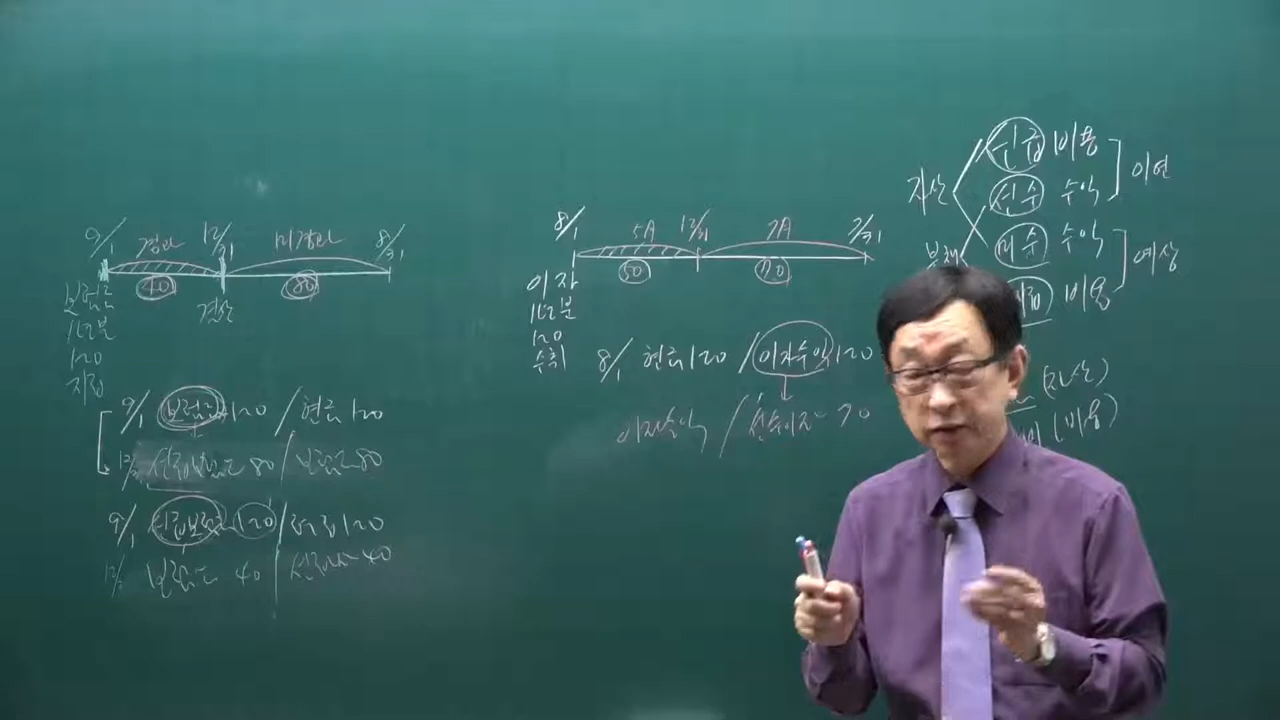 9/1 경과 12/31 미경과 8/31
40 80
보험료 결산
12분
120
지급
9/1 보험료 120 / 현금 120
12/31 선급보험료 80 / 보험료 80
9/1 선급보험료 120 / 현금 120
12/31 보험료 40 / 선급보험료 40
8/1 5月 12/31 7月 7/31
50 70
이자
12분
120
수취
8/1 현금 120 / 이자수익 120
이자수익 / 선수이자 70
자산 선급 비용 이연
선수 수익
부채 미수 수익 예상
비용
(자산)
(비용)